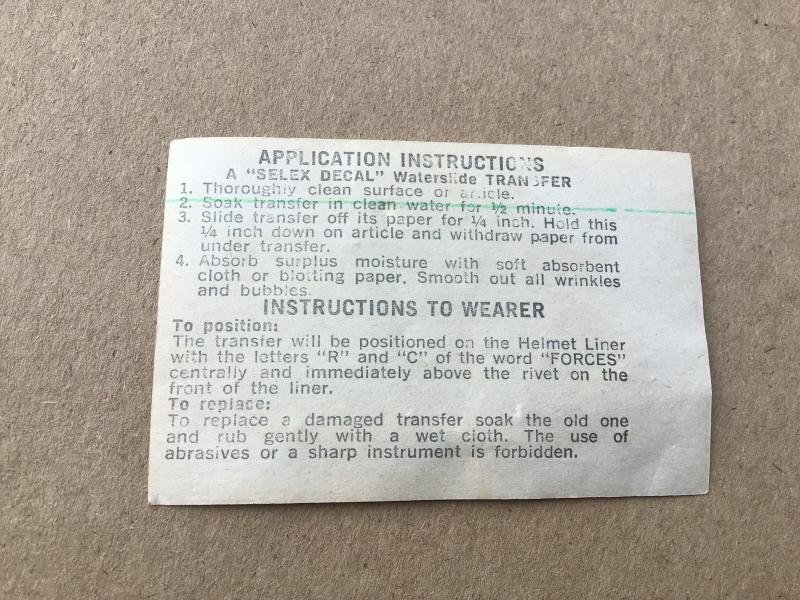 APPLICATION INSTRUCTIONS
A "SELEX DECAL" Waterslide TRANSFER
1. Thoroughly clean surface or article.
2. Soak transfer in clean water for ½ minute.
3. Slide transfer off its paper for ¼ inch. Hold this
¼ inch down on article and withdraw paper from
under transfer.
4. Absorb surplus moisture with soft absorbent
cloth or blotting paper. Smooth out all wrinkles
and bubbles.
INSTRUCTIONS TO WEARER
To position:
The transfer will be positioned on the Helmet Liner
with the letters "R" and "C" of the word "FORCES"
centrally and immediately above the rivet on the
front of the liner.
To replace:
To replace a damaged transfer soak the old one
and rub gently with a wet cloth. The use of
abrasives or a sharp instrument is forbidden.